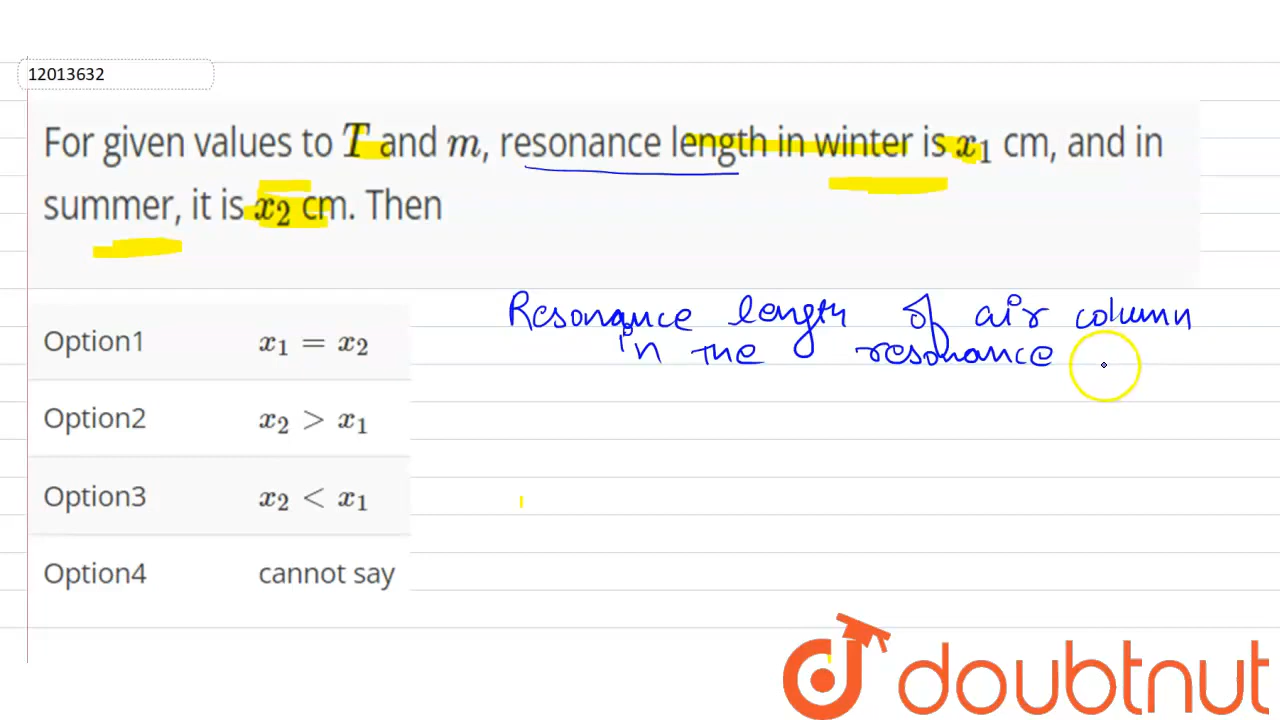 12013632
For given values to T and m, resonance length in winter is x₁ cm, and in
summer, it is x₂ cm. Then
Resonance length of air column
in the resonance
Option1 x₁ = x₂
Option2 x₂ > x₁
Option3 x₂ < x₁
Option4 cannot say
doubtnut